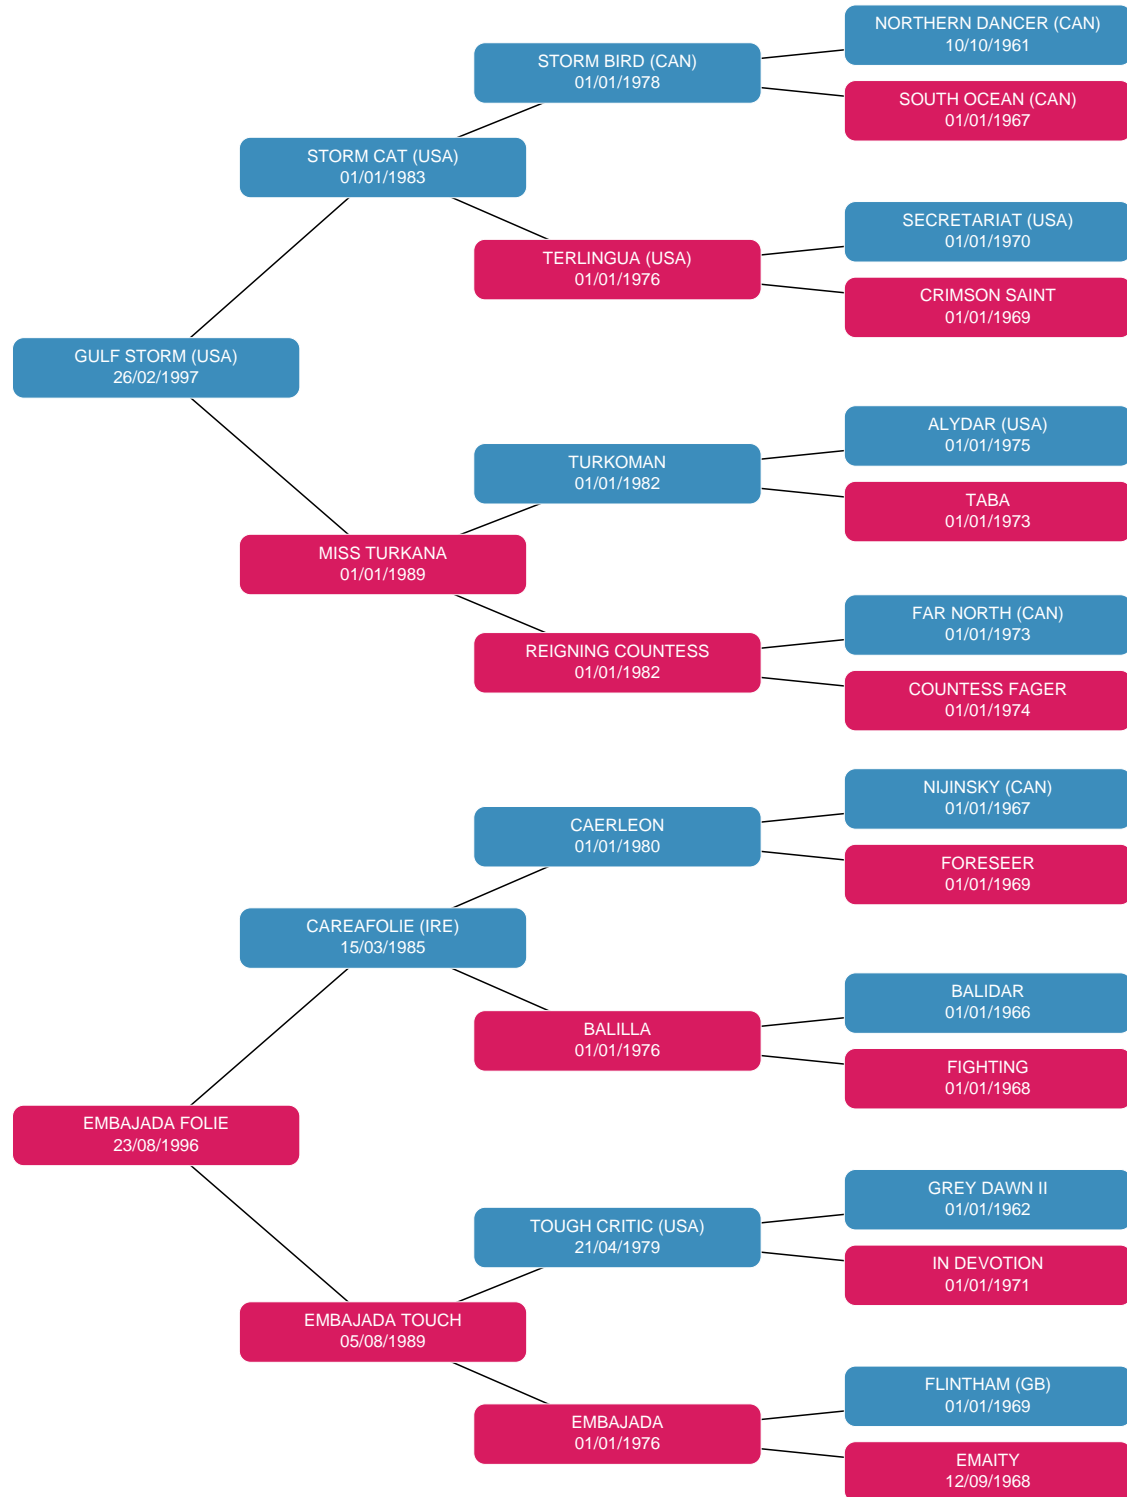 NORTHERN DANCER (CAN)
10/10/1961
STORM BIRD (CAN)
01/01/1978
SOUTH OCEAN (CAN)
01/01/1967
STORM CAT (USA)
01/01/1983
SECRETARIAT (USA)
01/01/1970
TERLINGUA (USA)
01/01/1976
CRIMSON SAINT
01/01/1969
GULF STORM (USA)
26/02/1997
ALYDAR (USA)
01/01/1975
TURKOMAN
01/01/1982
TABA
01/01/1973
MISS TURKANA
01/01/1989
FAR NORTH (CAN)
01/01/1973
REIGNING COUNTESS
01/01/1982
COUNTESS FAGER
01/01/1974
NIJINSKY (CAN)
01/01/1967
CAERLEON
01/01/1980
FORESEER
01/01/1969
CAREAFOLIE (IRE)
15/03/1985
BALIDAR
01/01/1966
BALILLA
01/01/1976
FIGHTING
01/01/1968
EMBAJADA FOLIE
23/08/1996
GREY DAWN II
01/01/1962
TOUGH CRITIC (USA)
21/04/1979
IN DEVOTION
01/01/1971
EMBAJADA TOUCH
05/08/1989
FLINTHAM (GB)
01/01/1969
EMBAJADA
01/01/1976
EMAITY
12/09/1968